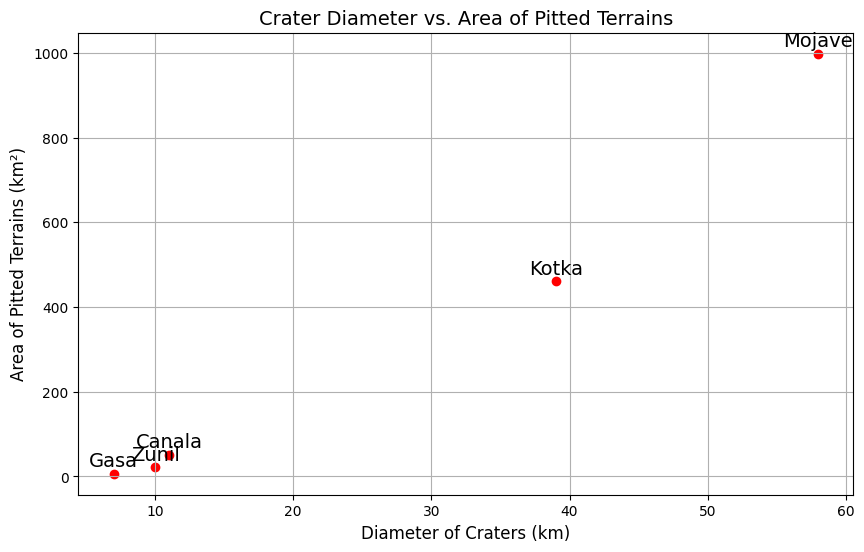 Crater Diameter vs. Area of Pitted Terrains
Mojave
1000
800
600
Kotka
400
200
Canala
Zunil
Gasa
0
10
20
30
40
50
60
Area of Pitted Terrains (km²)
Diameter of Craters (km)